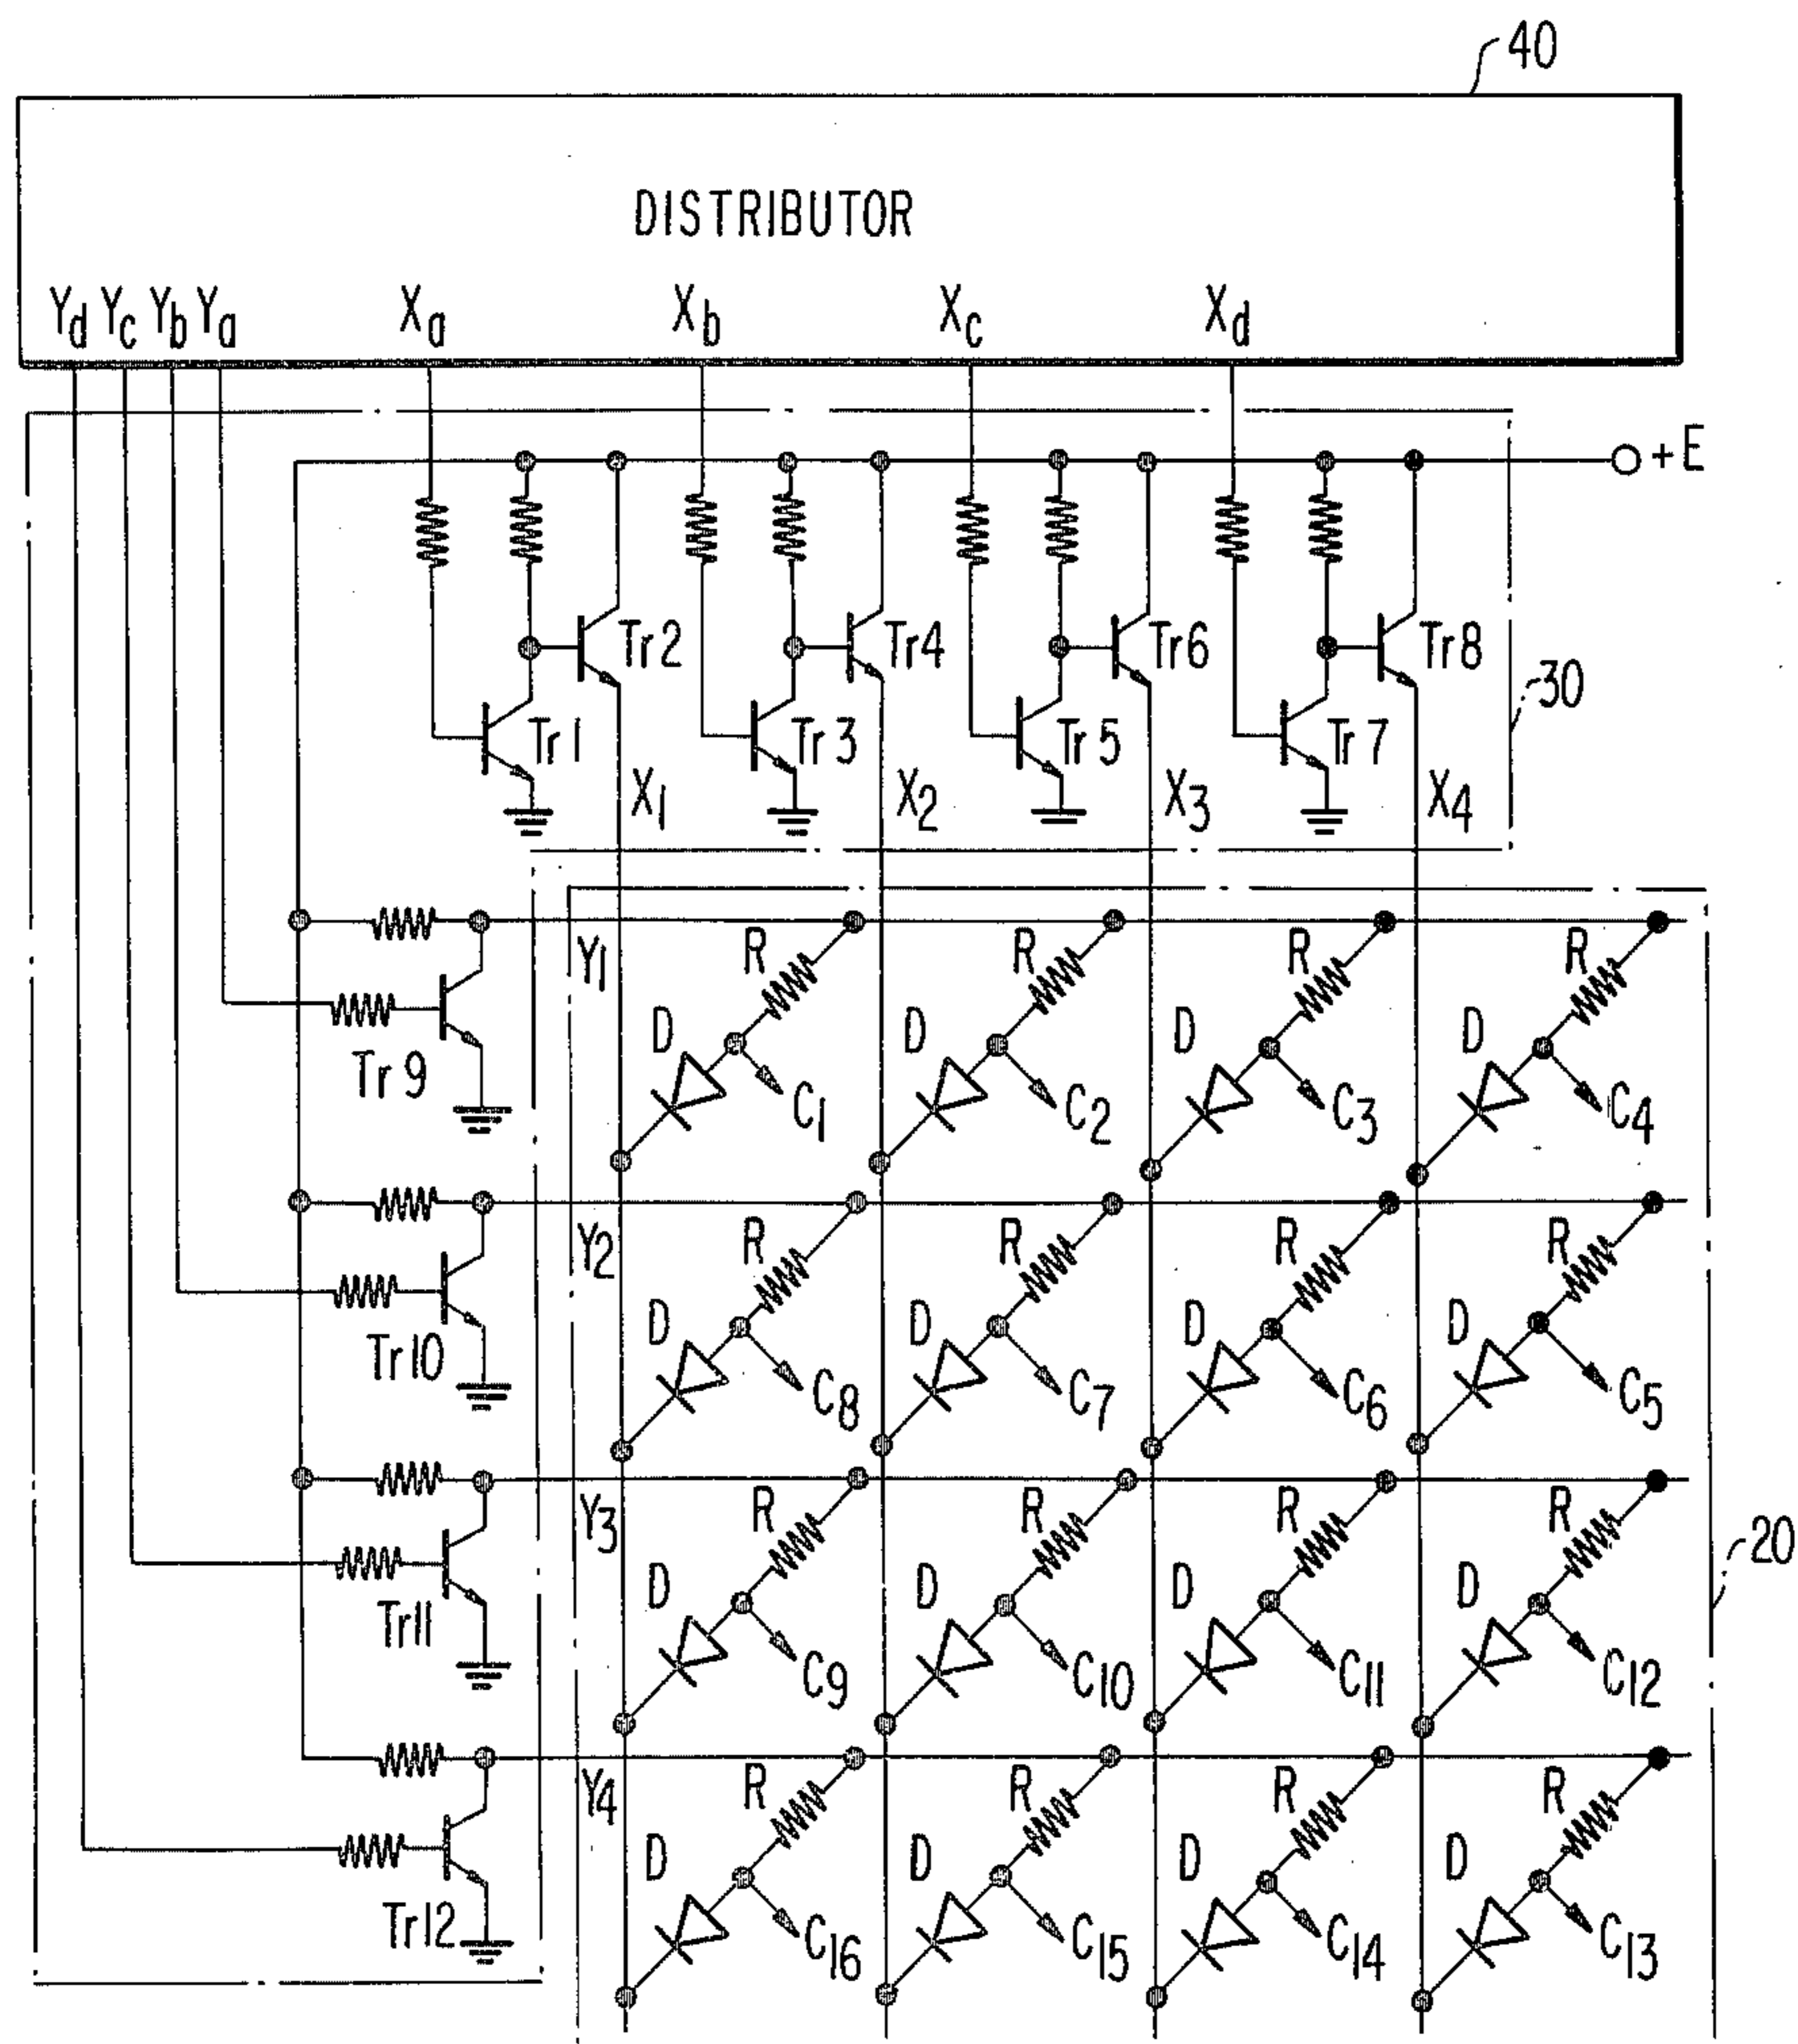 40
DISTRIBUTOR
Yd Yc Yb Ya Xa Xb Xc Xd
+E
Tr2 Tr4 Tr6 Tr8
30
Tr1 Tr3 Tr5 Tr7
X1 X2 X3 X4
Y1 R R R R
D D D D
Tr9 C1 C2 C3 C4
Y2 R R R R
D D D D
Tr10 C8 C7 C6 C5
Y3 R R R R
20
D D D D
Tr11 C9 C10 C11 C12
Y4 R R R R
D D D D
Tr12 C16 C15 C14 C13